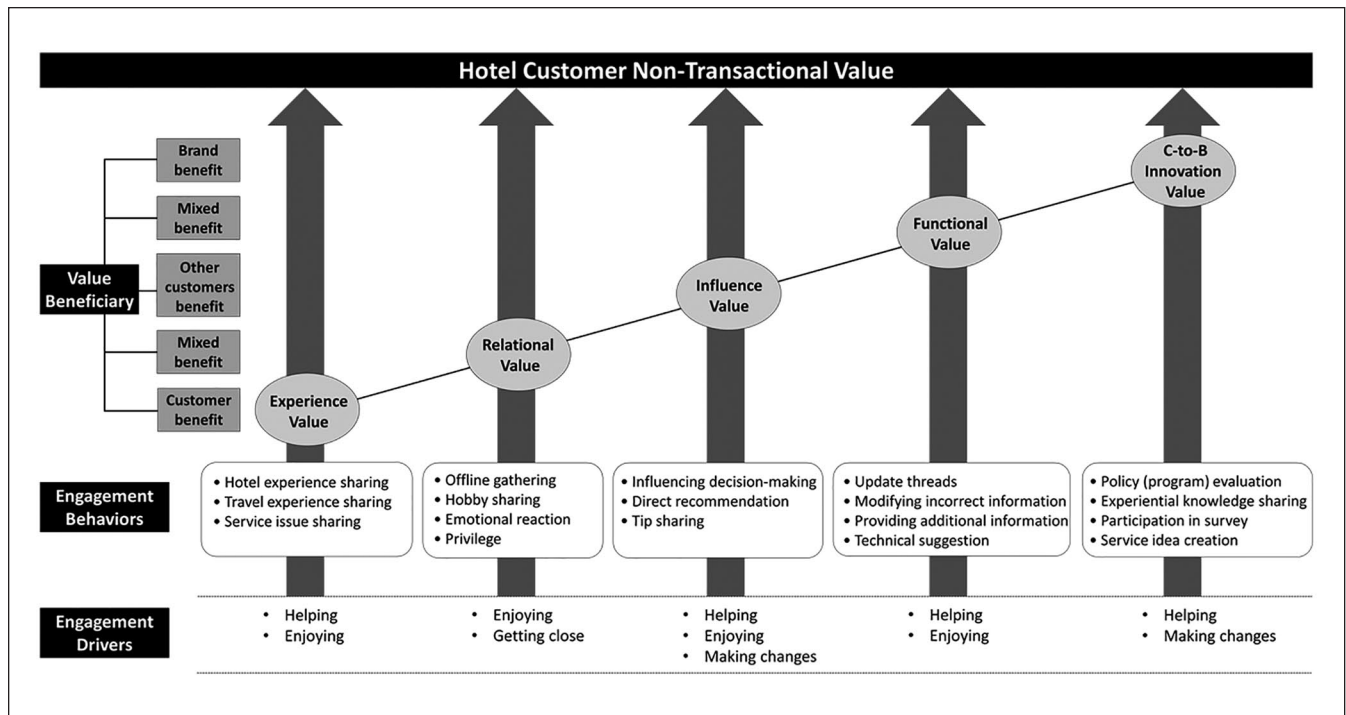 Hotel Customer Non-Transactional Value
Value
Beneficiary
Brand
benefit
Mixed
benefit
Other
customers
benefit
Mixed
benefit
Customer
benefit
Experience
Value
Relational
Value
Influence
Value
Functional
Value
C-to-B
Innovation
Value
Engagement
Behaviors
• Hotel experience sharing
• Travel experience sharing
• Service issue sharing
• Offline gathering
• Hobby sharing
• Emotional reaction
• Privilege
• Influencing decision-making
• Direct recommendation
• Tip sharing
• Update threads
• Modifying incorrect information
• Providing additional information
• Technical suggestion
• Policy (program) evaluation
• Experiential knowledge sharing
• Participation in survey
• Service idea creation
Engagement
Drivers
• Helping
• Enjoying
• Enjoying
• Getting close
• Helping
• Enjoying
• Making changes
• Helping
• Enjoying
• Helping
• Making changes